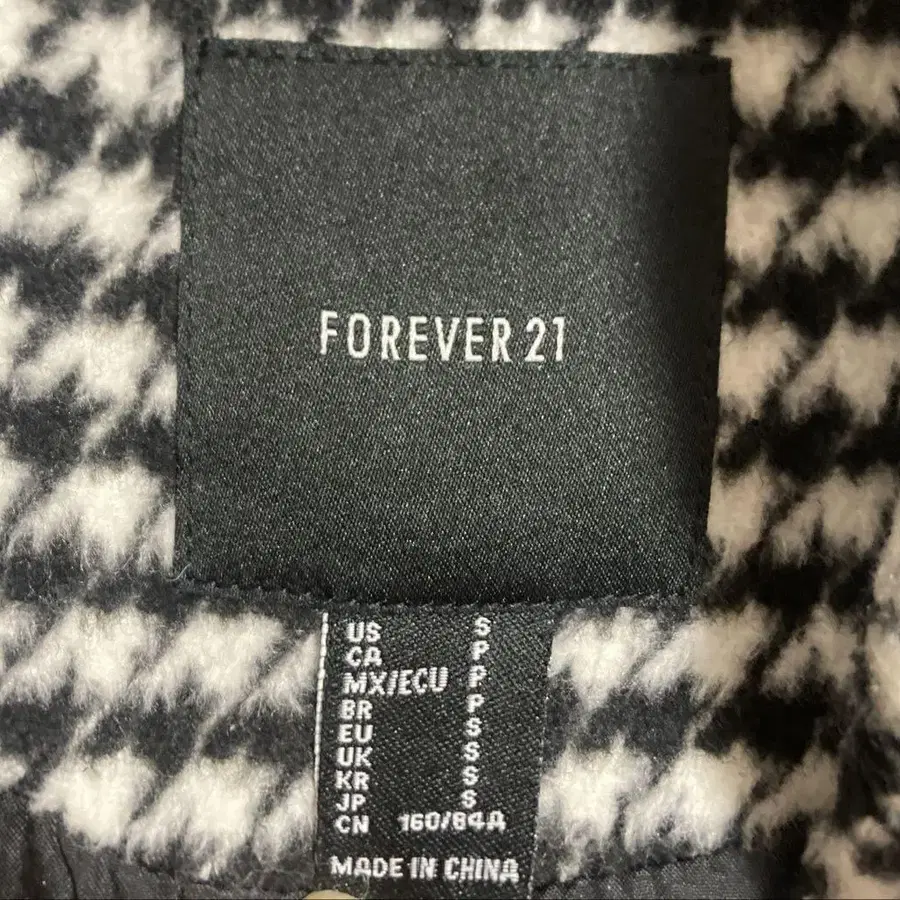 FOREVER 21
US S
CA P
MX/ECU P
BR P
EU S
UK S
KR S
JP S
CN 160/84A
MADE IN CHINA